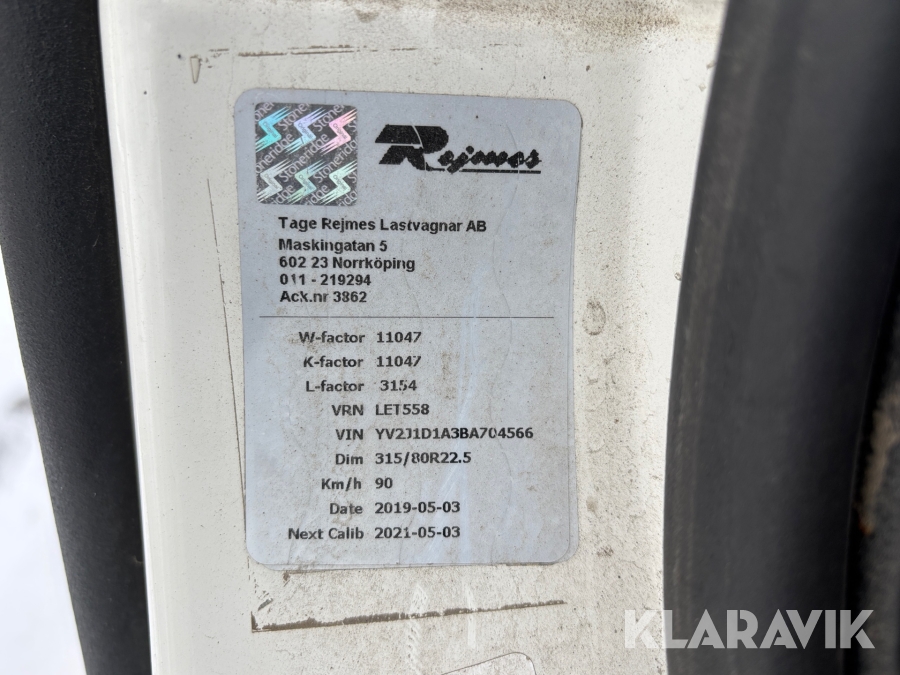 Stoneridge
Rejmes
Tage Rejmes Lastvagnar AB
Maskingatan 5
602 23 Norrköping
011 - 219294
Ack.nr 3862
W-factor 11047
K-factor 11047
L-factor 3154
VRN LET558
VIN YV2J1D1A3BA704566
Dim 315/80R22.5
Km/h 90
Date 2019-05-03
Next Calib 2021-05-03
KLARAVIK